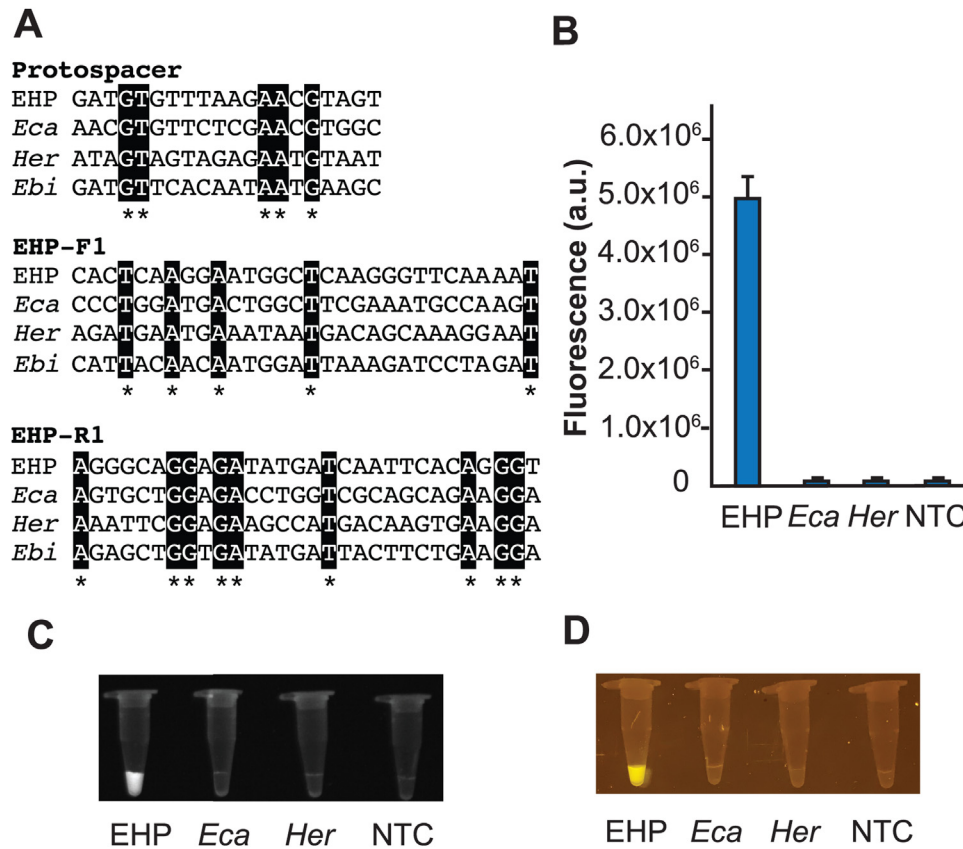 A
Protospacer
EHP GATGTGTTTAAGAACGTAGT
Eca AACGTGTTCTCGAACGTGGC
Her ATAGTAGTAGAGAATGTAAT
Ebi GATGTTCACAATAATGAAGC
** ** *
EHP-F1
EHP CACTCAAGGAATGGCTCAAGGGTTCAAAAT
Eca CCCTGGATGACTGGCTTCGAAATGCCAAGT
Her AGATGAATGAAATAATGACAGCAAAGGAAT
Ebi CATTACAACAATGGATTAAAGATCCTAGAT
* * * * *
EHP-R1
EHP AGGGCAGGAGATATGATCAATTCACAGGGT
Eca AGTGCTGGAGACCTGGTCGCAGCAGAAGGA
Her AAATTCGGAGAAGCCATGACAAGTGAAGGA
Ebi AGAGCTGGTGATATGATTACTTCTGAAGGA
* ** ** * * **
B
Fluorescence (a.u.)
6.0x10⁶
5.0x10⁶
4.0x10⁶
3.0x10⁶
2.0x10⁶
1.0x10⁶
0
EHP Eca Her NTC
C
EHP Eca Her NTC
D
EHP Eca Her NTC